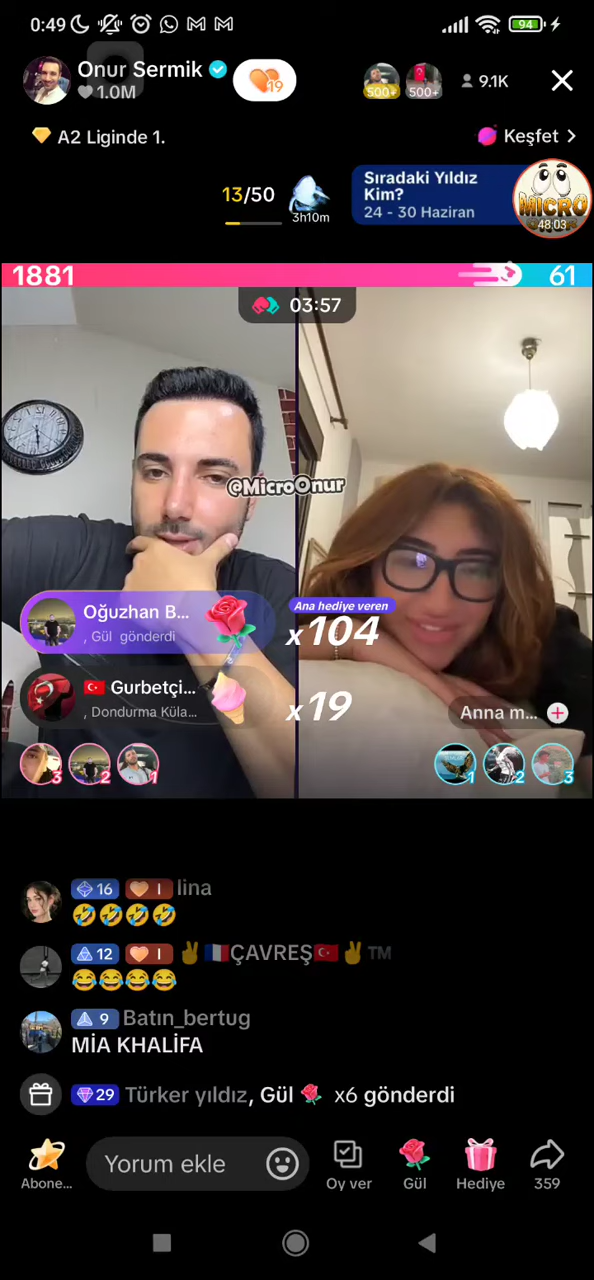 0:49
94
Onur Sermik
1.0M
19
500+
500+
9.1K
A2 Liginde 1.
Keşfet
13/50
3h10m
Sıradaki Yıldız
Kim?
24 - 30 Haziran
MICRO
48:03
1881
61
03:57
@MicroOnur
Oğuzhan B...
, Gül gönderdi
Ana hediye veren
x104
Gurbetçi...
, Dondurma Küla...
x19
Anna m...
3
2
1
1
2
3
16
I
lina
🤣🤣🤣🤣
12
I
✌️🇫🇷ÇAVREŞ🇹🇷✌️™️
😂😂😂😂
9
Batın_bertug
MİA KHALİFA
29
Türker yıldız, Gül 🌹 x6 gönderdi
Abone...
Yorum ekle
Oy ver
Gül
Hediye
359